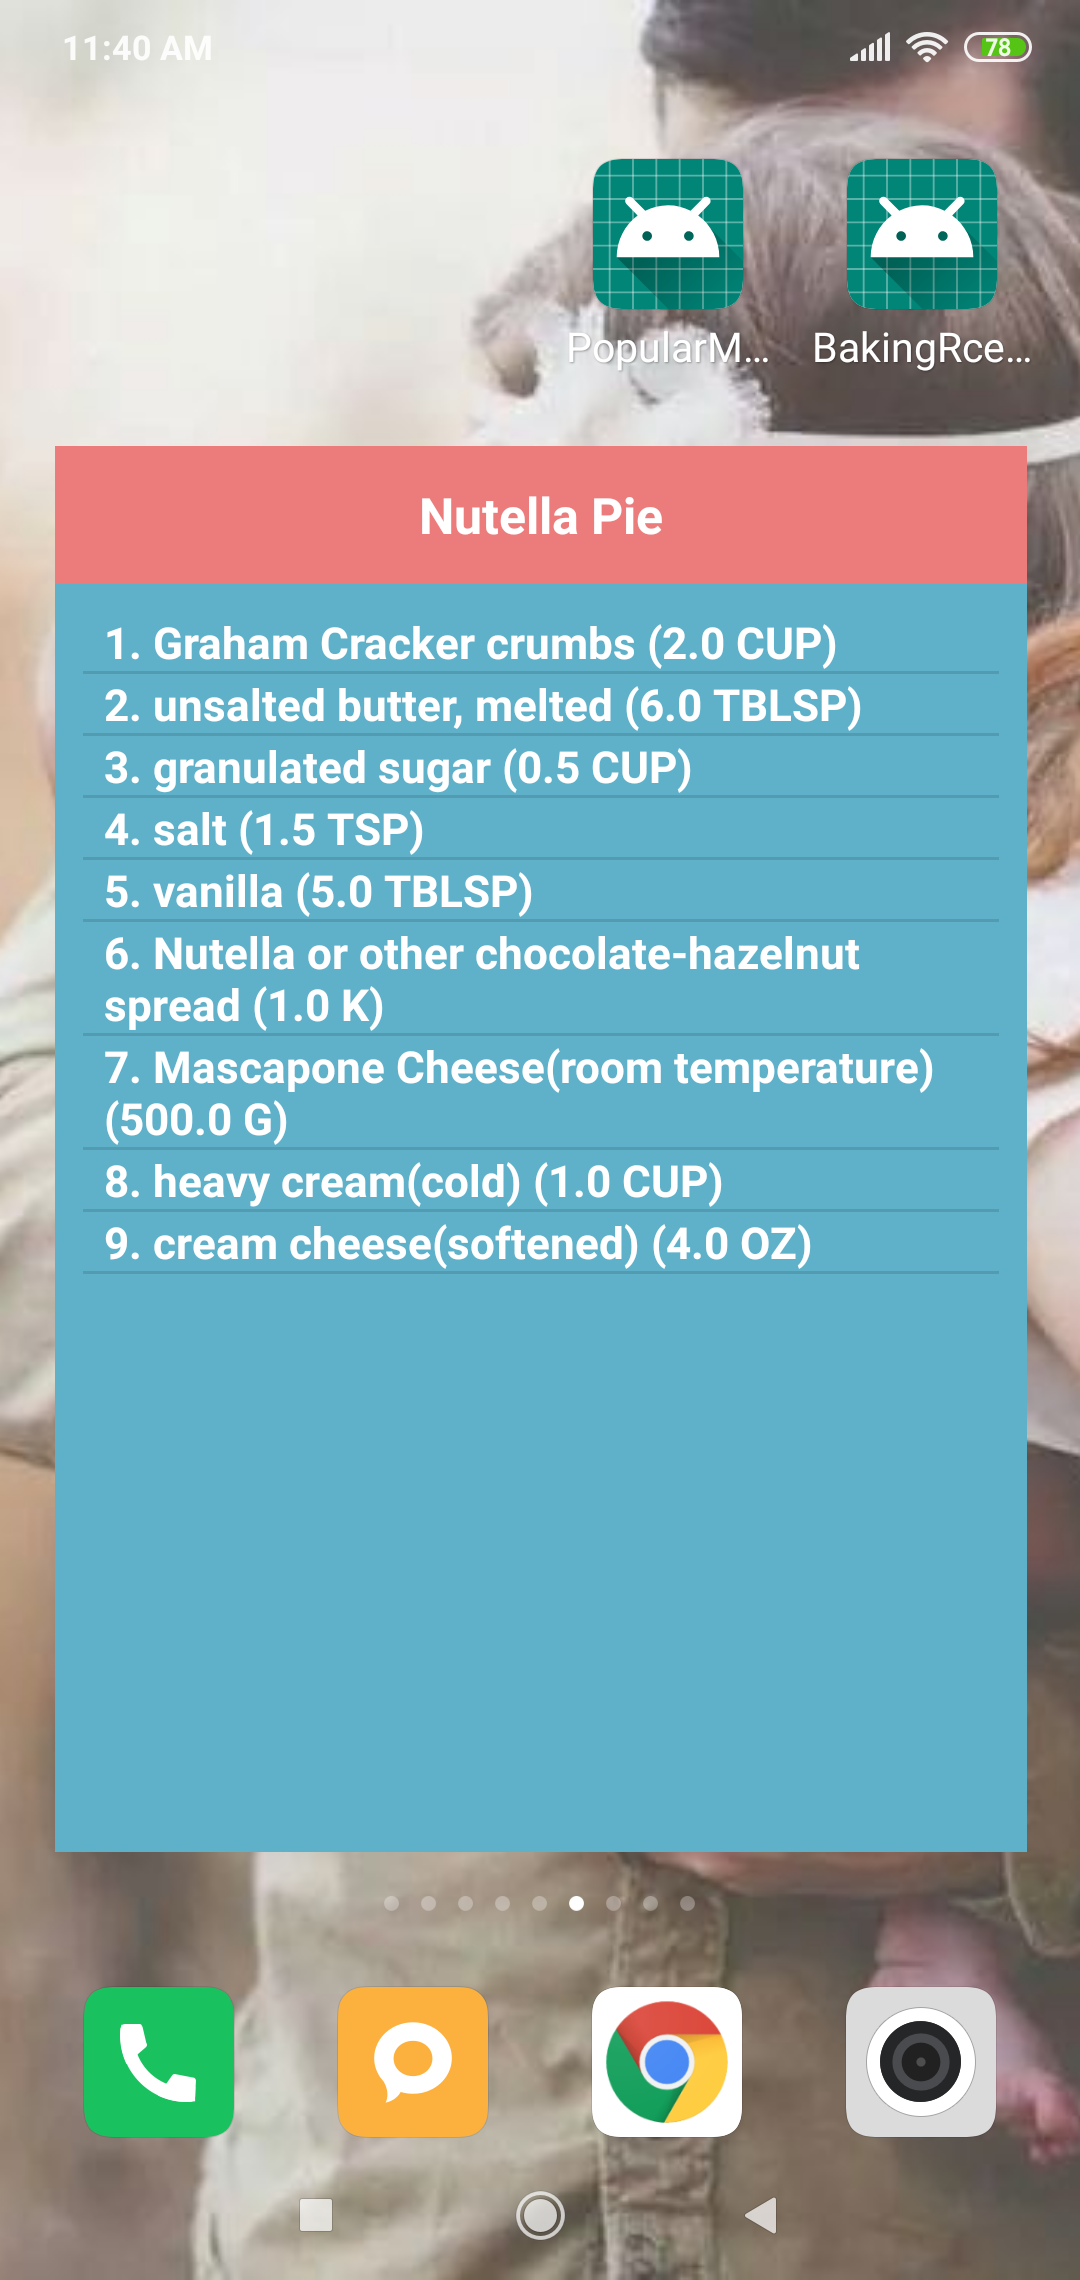 11:40 AM
78
PopularM...
BakingRce...
Nutella Pie
1. Graham Cracker crumbs (2.0 CUP)
2. unsalted butter, melted (6.0 TBLSP)
3. granulated sugar (0.5 CUP)
4. salt (1.5 TSP)
5. vanilla (5.0 TBLSP)
6. Nutella or other chocolate-hazelnut
spread (1.0 K)
7. Mascapone Cheese(room temperature)
(500.0 G)
8. heavy cream(cold) (1.0 CUP)
9. cream cheese(softened) (4.0 OZ)